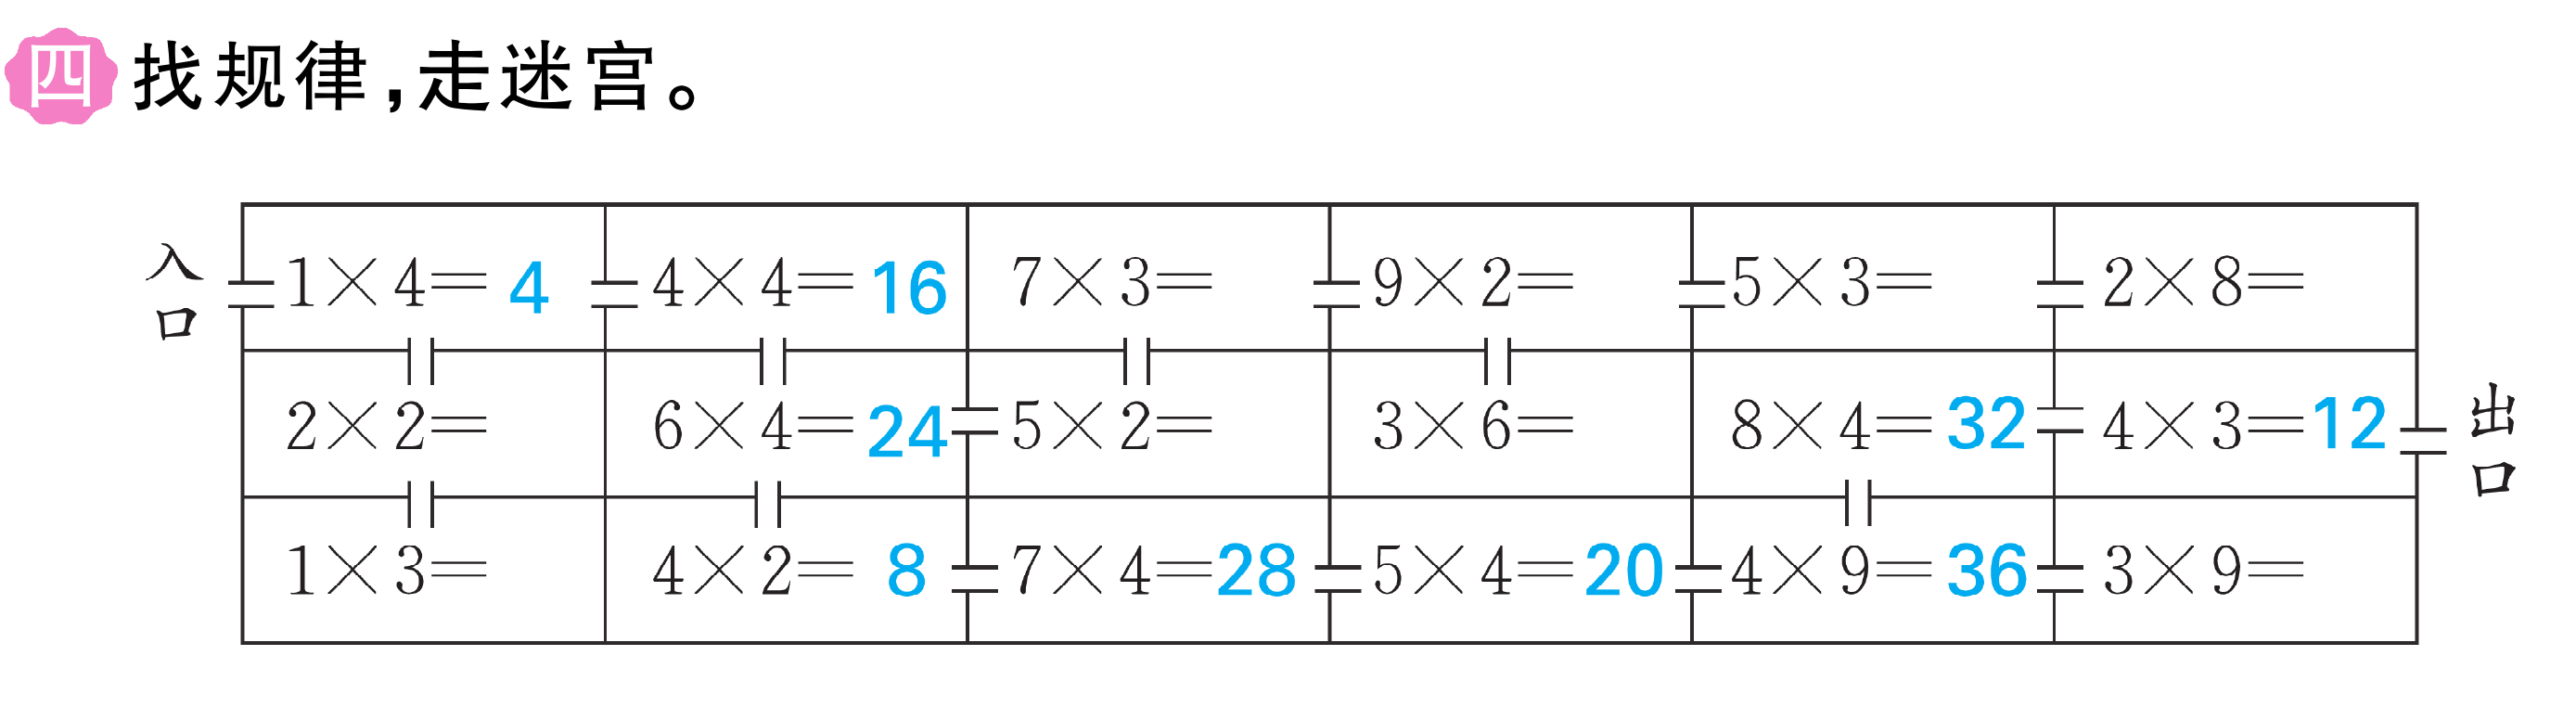 四 找规律,走迷宫。
入口 1×4=4 4×4=16 7×3= 9×2= 5×3= 2×8=
2×2= 6×4=24 5×2= 3×6= 8×4=32 4×3=12 出口
1×3= 4×2=8 7×4=28 5×4=20 4×9=36 3×9=